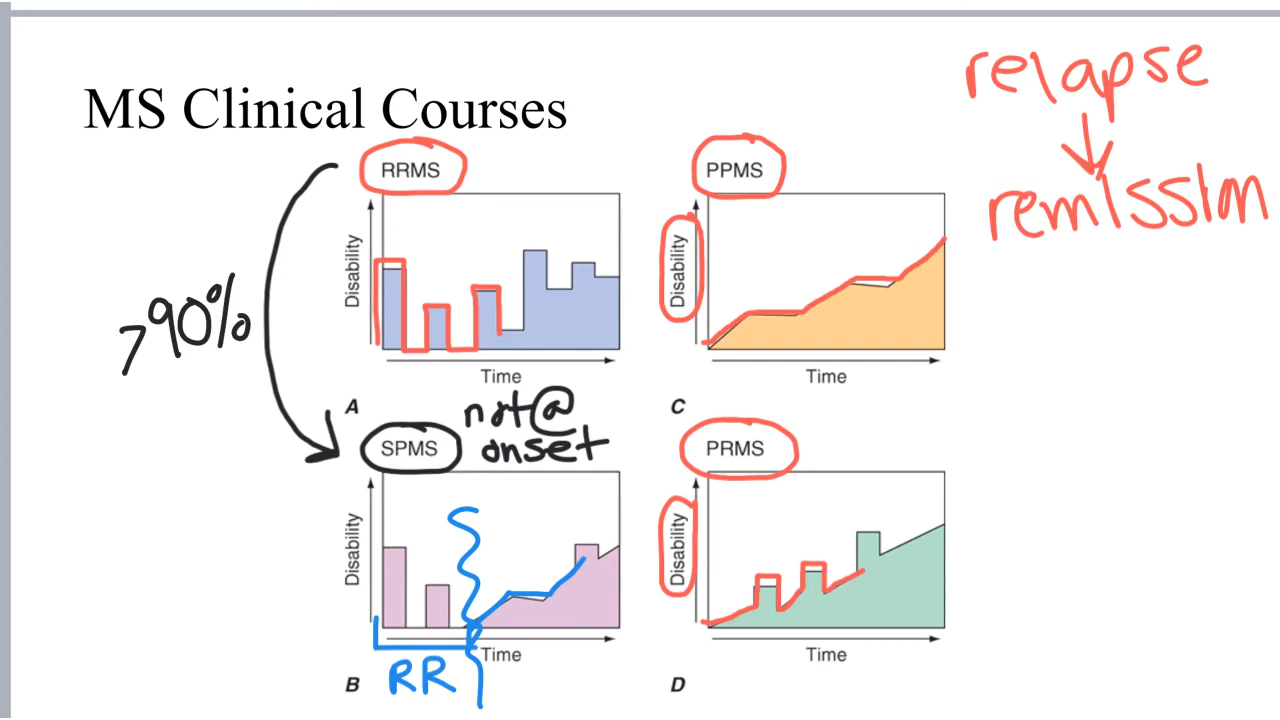 MS Clinical Courses
relapse
remission
RRMS
Disability
Time
A
PPMS
Disability
Time
C
>90%
SPMS
not@
onset
Disability
Time
RR
B
PRMS
Disability
Time
D